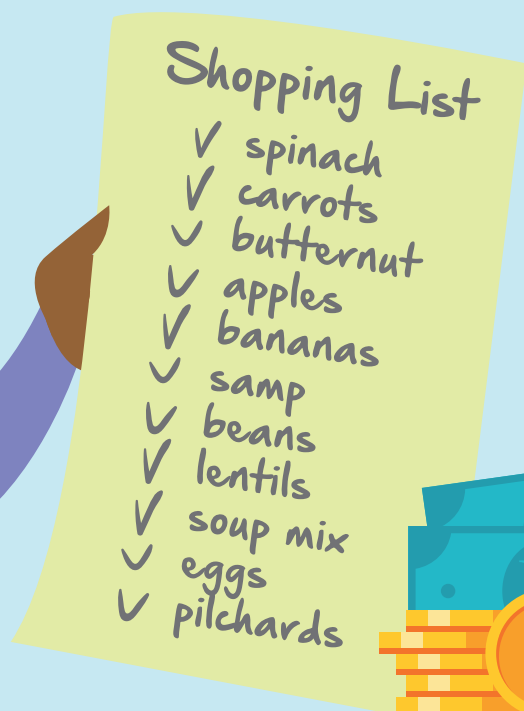 Shopping List
spinach
carrots
butternut
apples
bananas
samp
beans
lentils
soup mix
eggs
pilchards